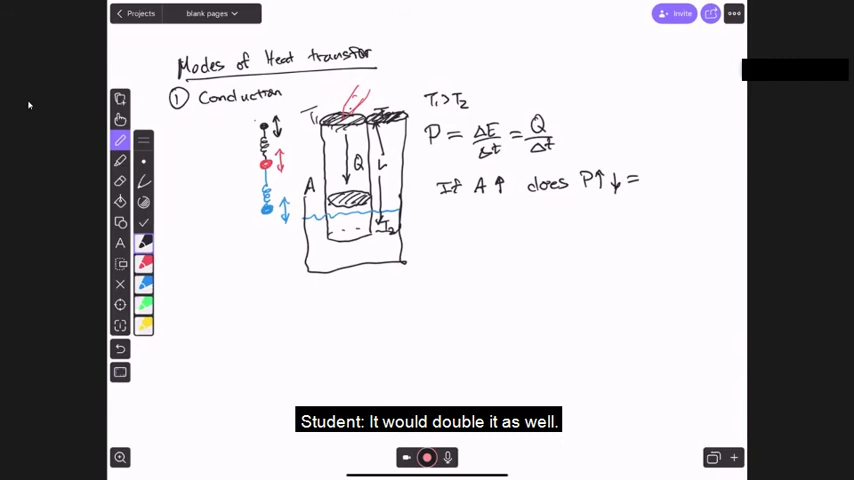 Projects
blank pages
Invite
Modes of Heat transfer
① Conduction
T₁ T₁
T₁ > T₂
P = ΔE/Δt = Q/Δt
Q L
A
If A↑ does P↑ ↓ =
T₂
Student: It would double it as well.